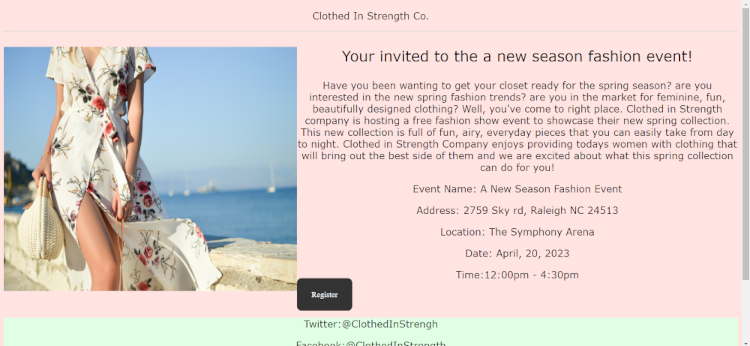 Clothed In Strength Co.
Your invited to the a new season fashion event!
Have you been wanting to get your closet ready for the spring season? are you
interested in the new spring fashion trends? are you in the market for feminine, fun,
beautifully designed clothing? Well, you've come to right place. Clothed in Strength
company is hosting a free fashion show event to showcase their new spring collection.
This new collection is full of fun, airy, everyday pieces that you can easily take from day
to night. Clothed in Strength Company enjoys providing todays women with clothing that
will bring out the best side of them and we are excited about what this spring collection
can do for you!
Event Name: A New Season Fashion Event
Address: 2759 Sky rd, Raleigh NC 24513
Location: The Symphony Arena
Date: April, 20, 2023
Time:12:00pm - 4:30pm
Register
Twitter:@ClothedInStrengh
Facebook:@ClothedInStrength